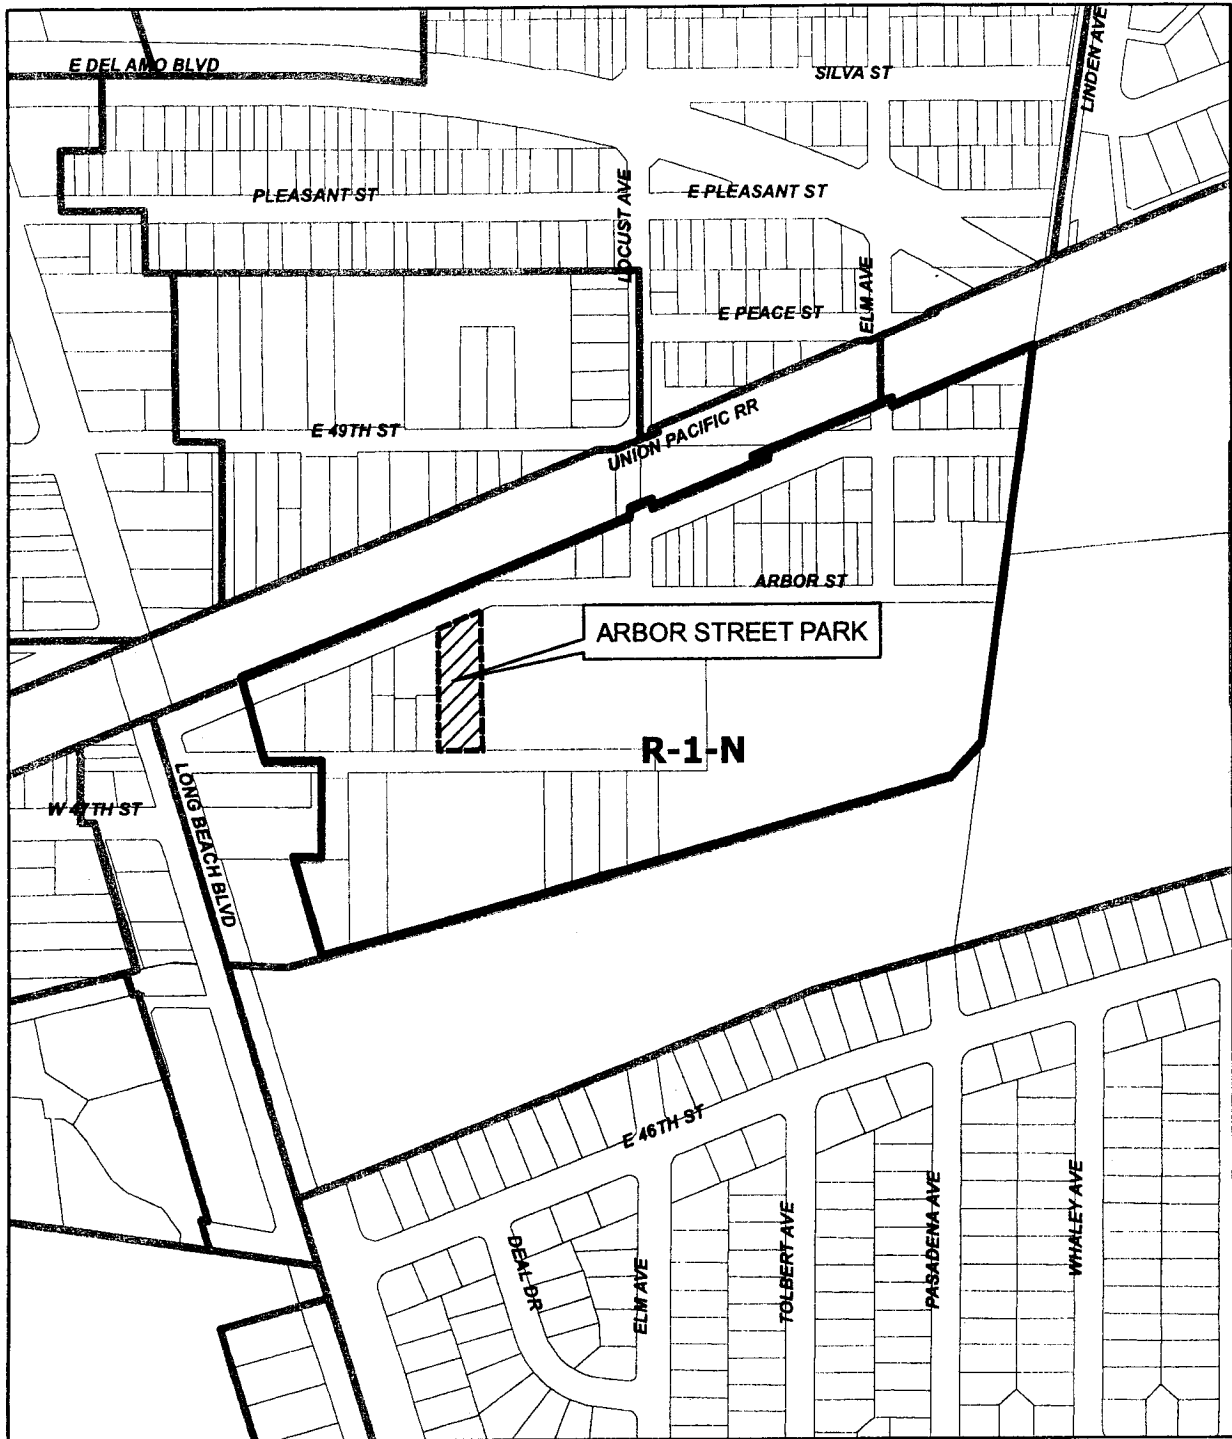 E DEL AMO BLVD
SILVA ST
LINDEN AVE
PLEASANT ST
LOCUST AVE
E PLEASANT ST
ELM AVE
E PEACE ST
E 49TH ST
UNION PACIFIC RR
ARBOR ST
ARBOR STREET PARK
R-1-N
W 47TH ST
LONG BEACH BLVD
E 46TH ST
DEAL DR
ELM AVE
TOLBERT AVE
PASADENA AVE
WHALEY AVE